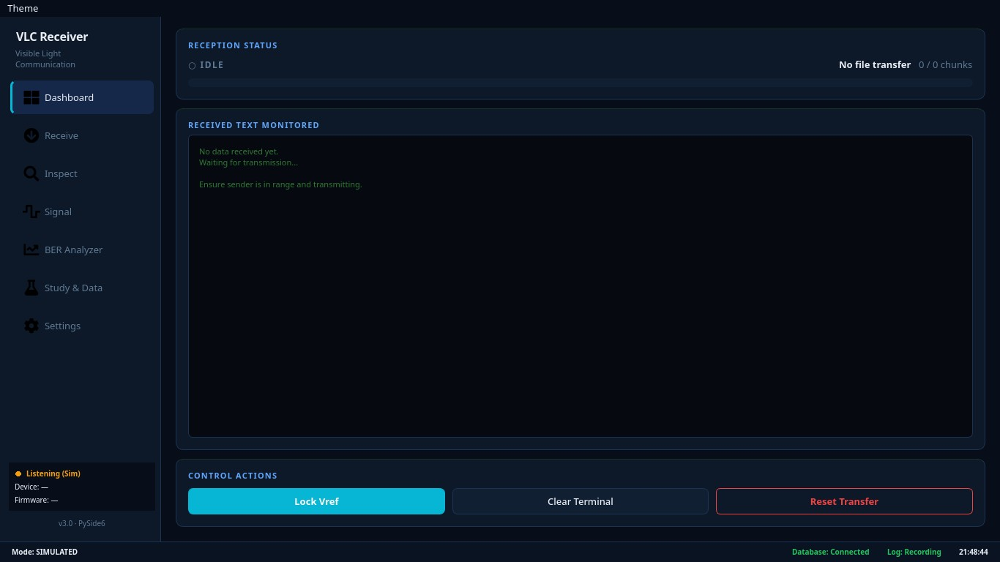 Theme
VLC Receiver
Visible Light
Communication
Dashboard
Receive
Inspect
Signal
BER Analyzer
Study & Data
Settings
Listening (Sim)
Device: —
Firmware: —
v3.0 · PySide6
RECEPTION STATUS
○ IDLE
No file transfer 0 / 0 chunks
RECEIVED TEXT MONITORED
No data received yet.
Waiting for transmission...
Ensure sender is in range and transmitting.
CONTROL ACTIONS
Lock Vref
Clear Terminal
Reset Transfer
Mode: SIMULATED
Database: Connected
Log: Recording
21:48:44